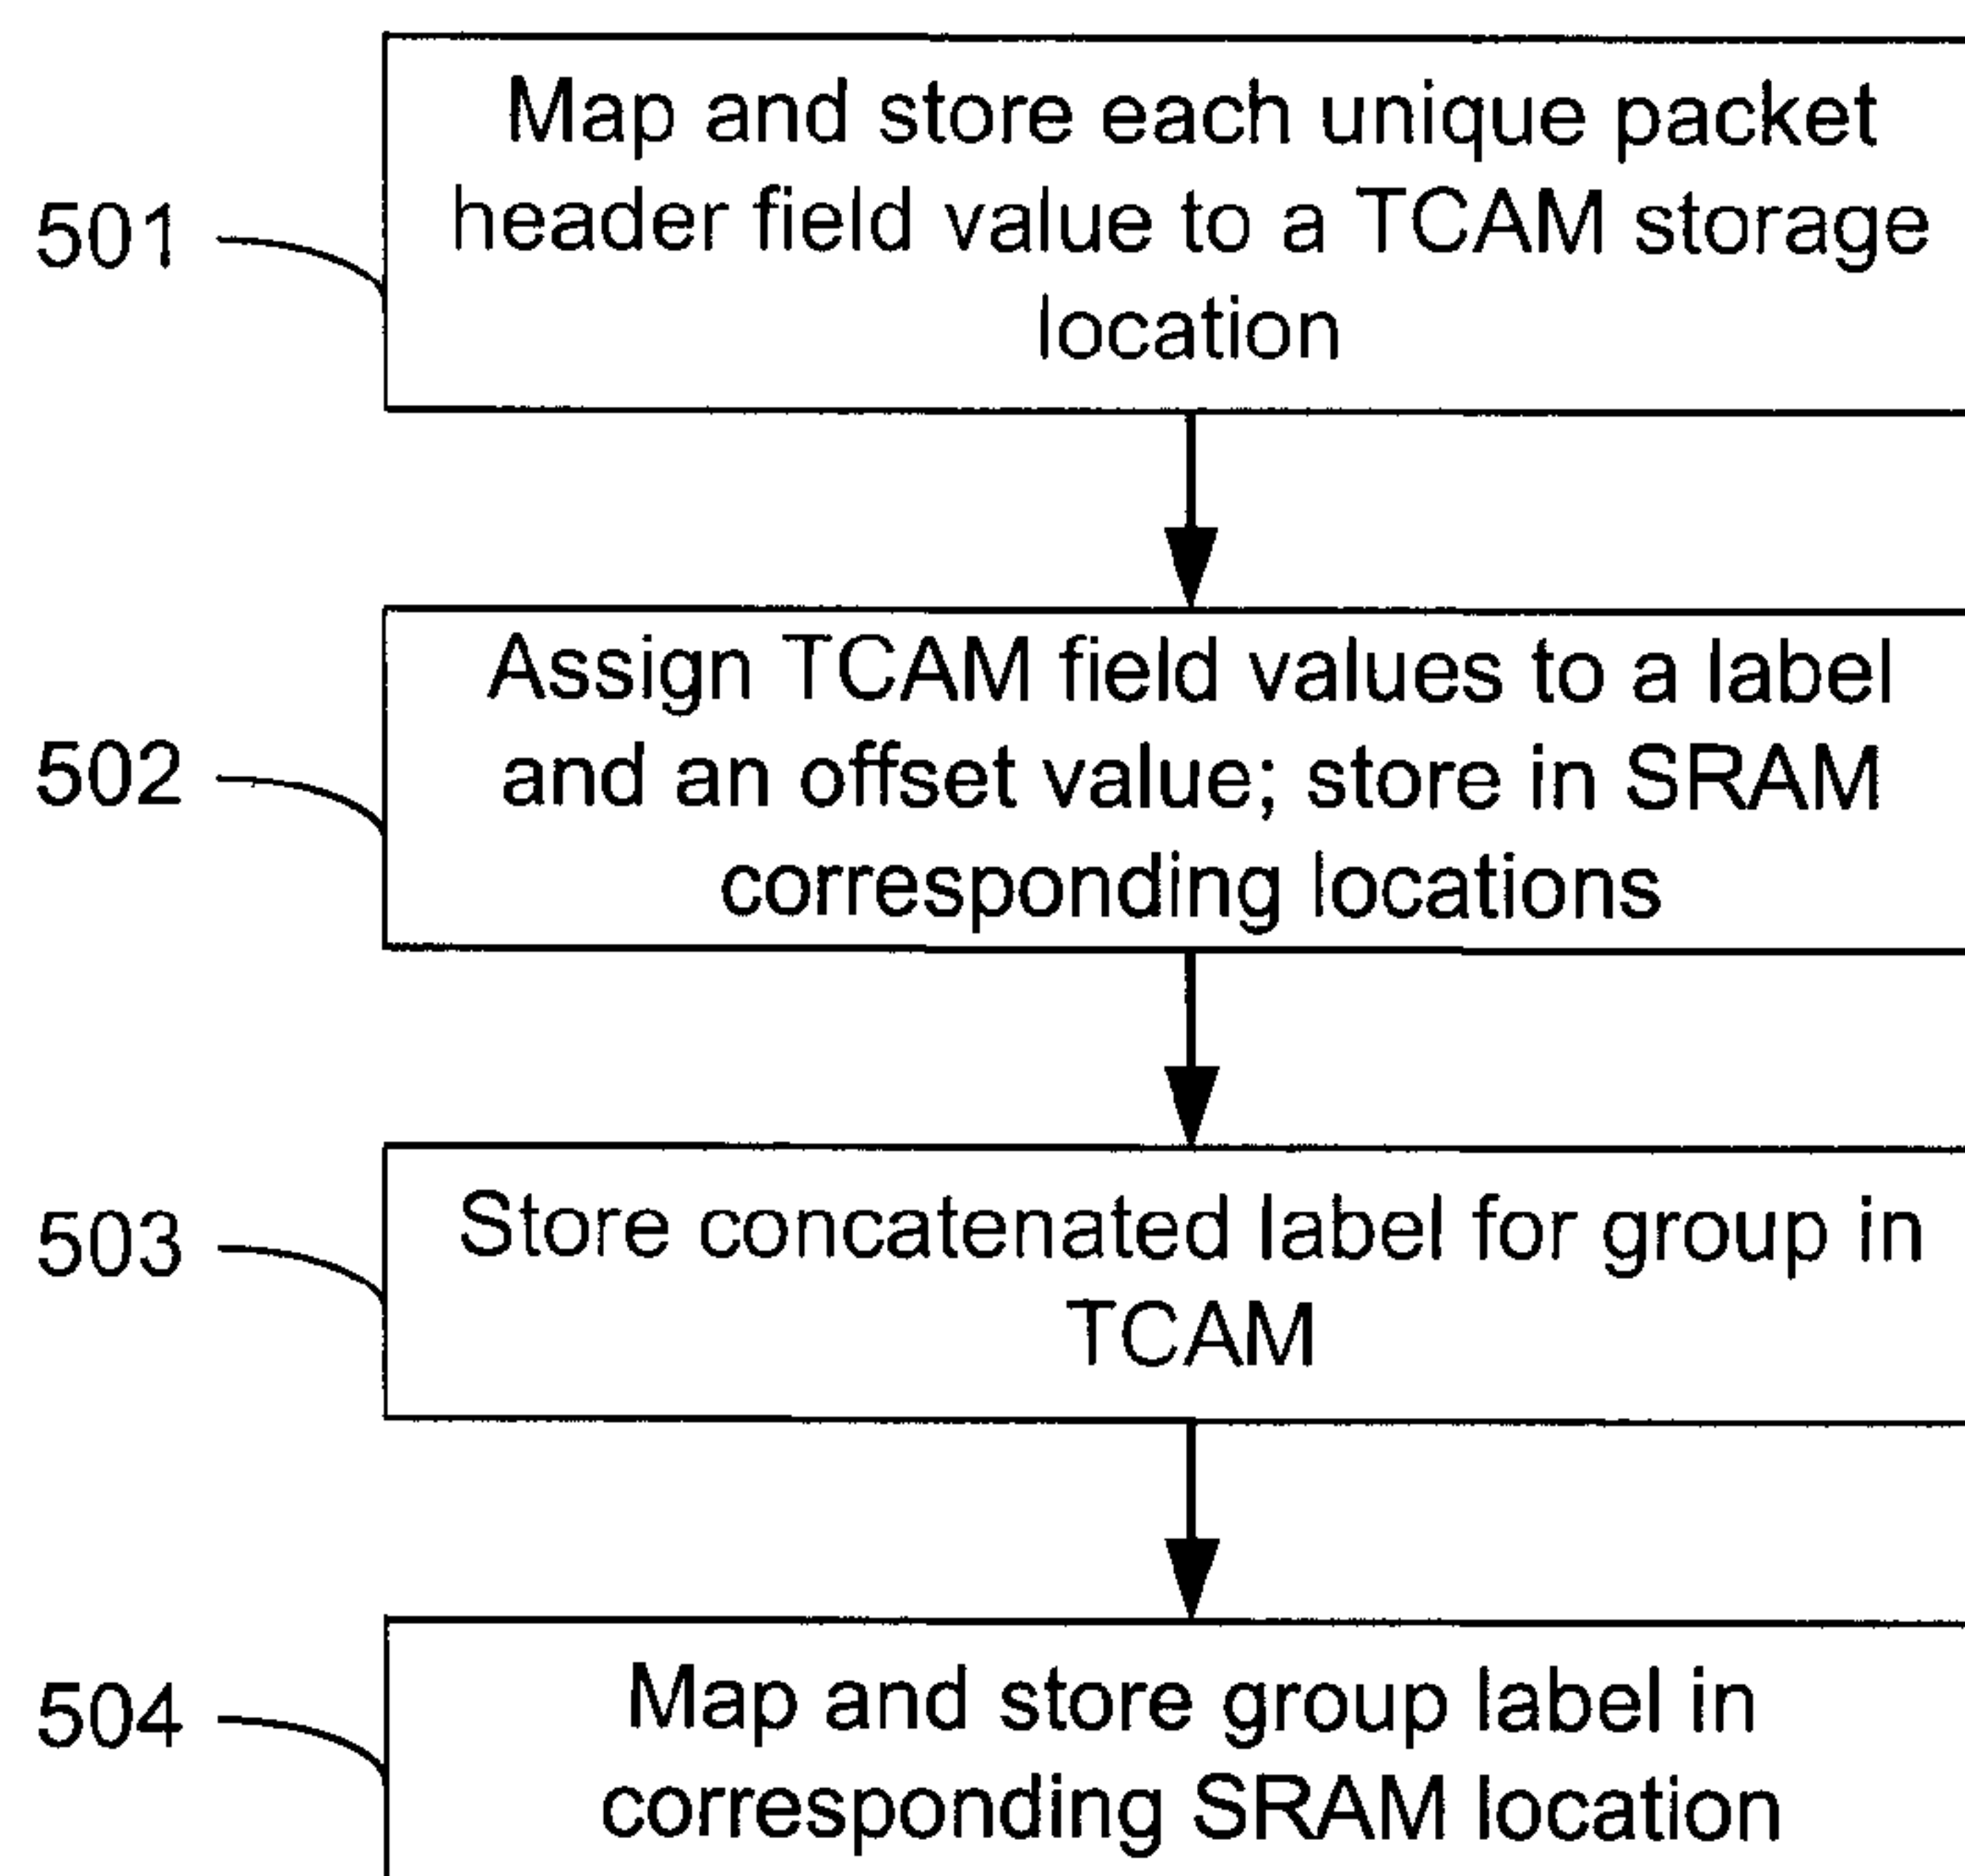 501
Map and store each unique packet
header field value to a TCAM storage
location
502
Assign TCAM field values to a label
and an offset value; store in SRAM
corresponding locations
503
Store concatenated label for group in
TCAM
504
Map and store group label in
corresponding SRAM location